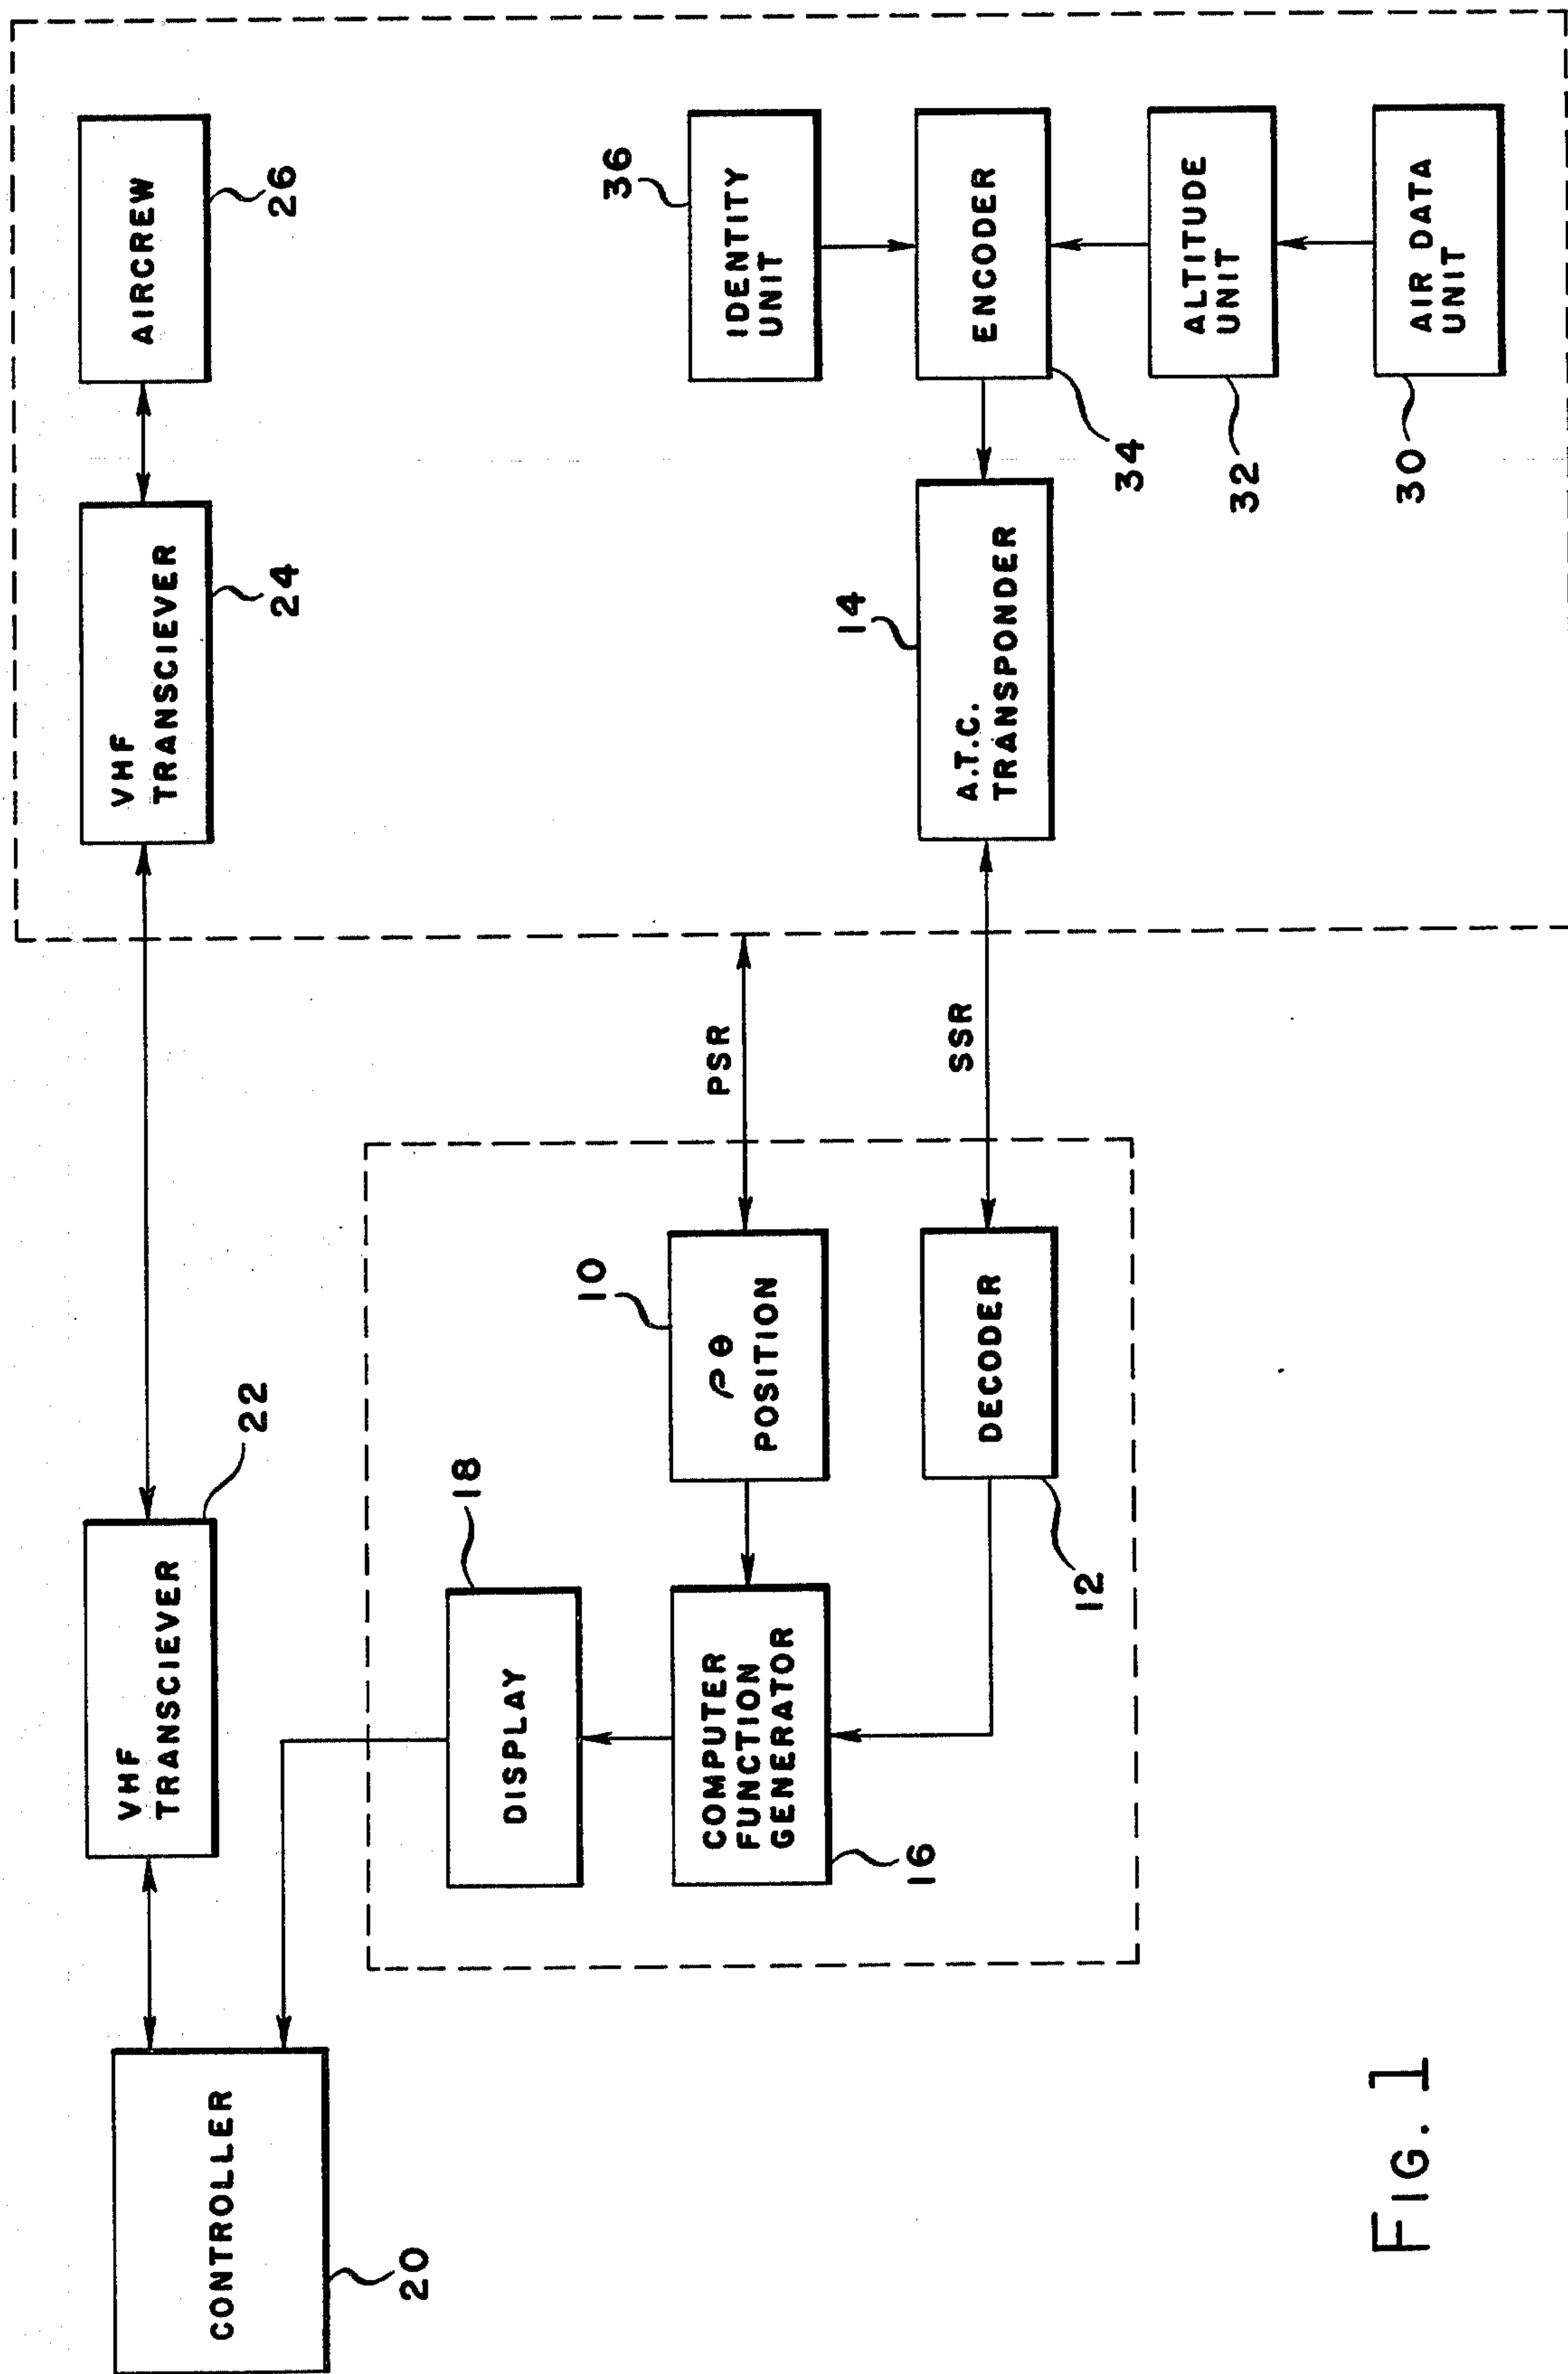 CONTROLLER
20
VHF
TRANSCIEVER
22
VHF
TRANSCIEVER
24
AIRCREW
26
DISPLAY
18
COMPUTER
FUNCTION
GENERATOR
16
ρθ
POSITION
10
DECODER
12
PSR
SSR
A.T.C.
TRANSPONDER
14
IDENTITY
UNIT
36
ENCODER
34
ALTITUDE
UNIT
32
AIR DATA
UNIT
30
FIG. 1